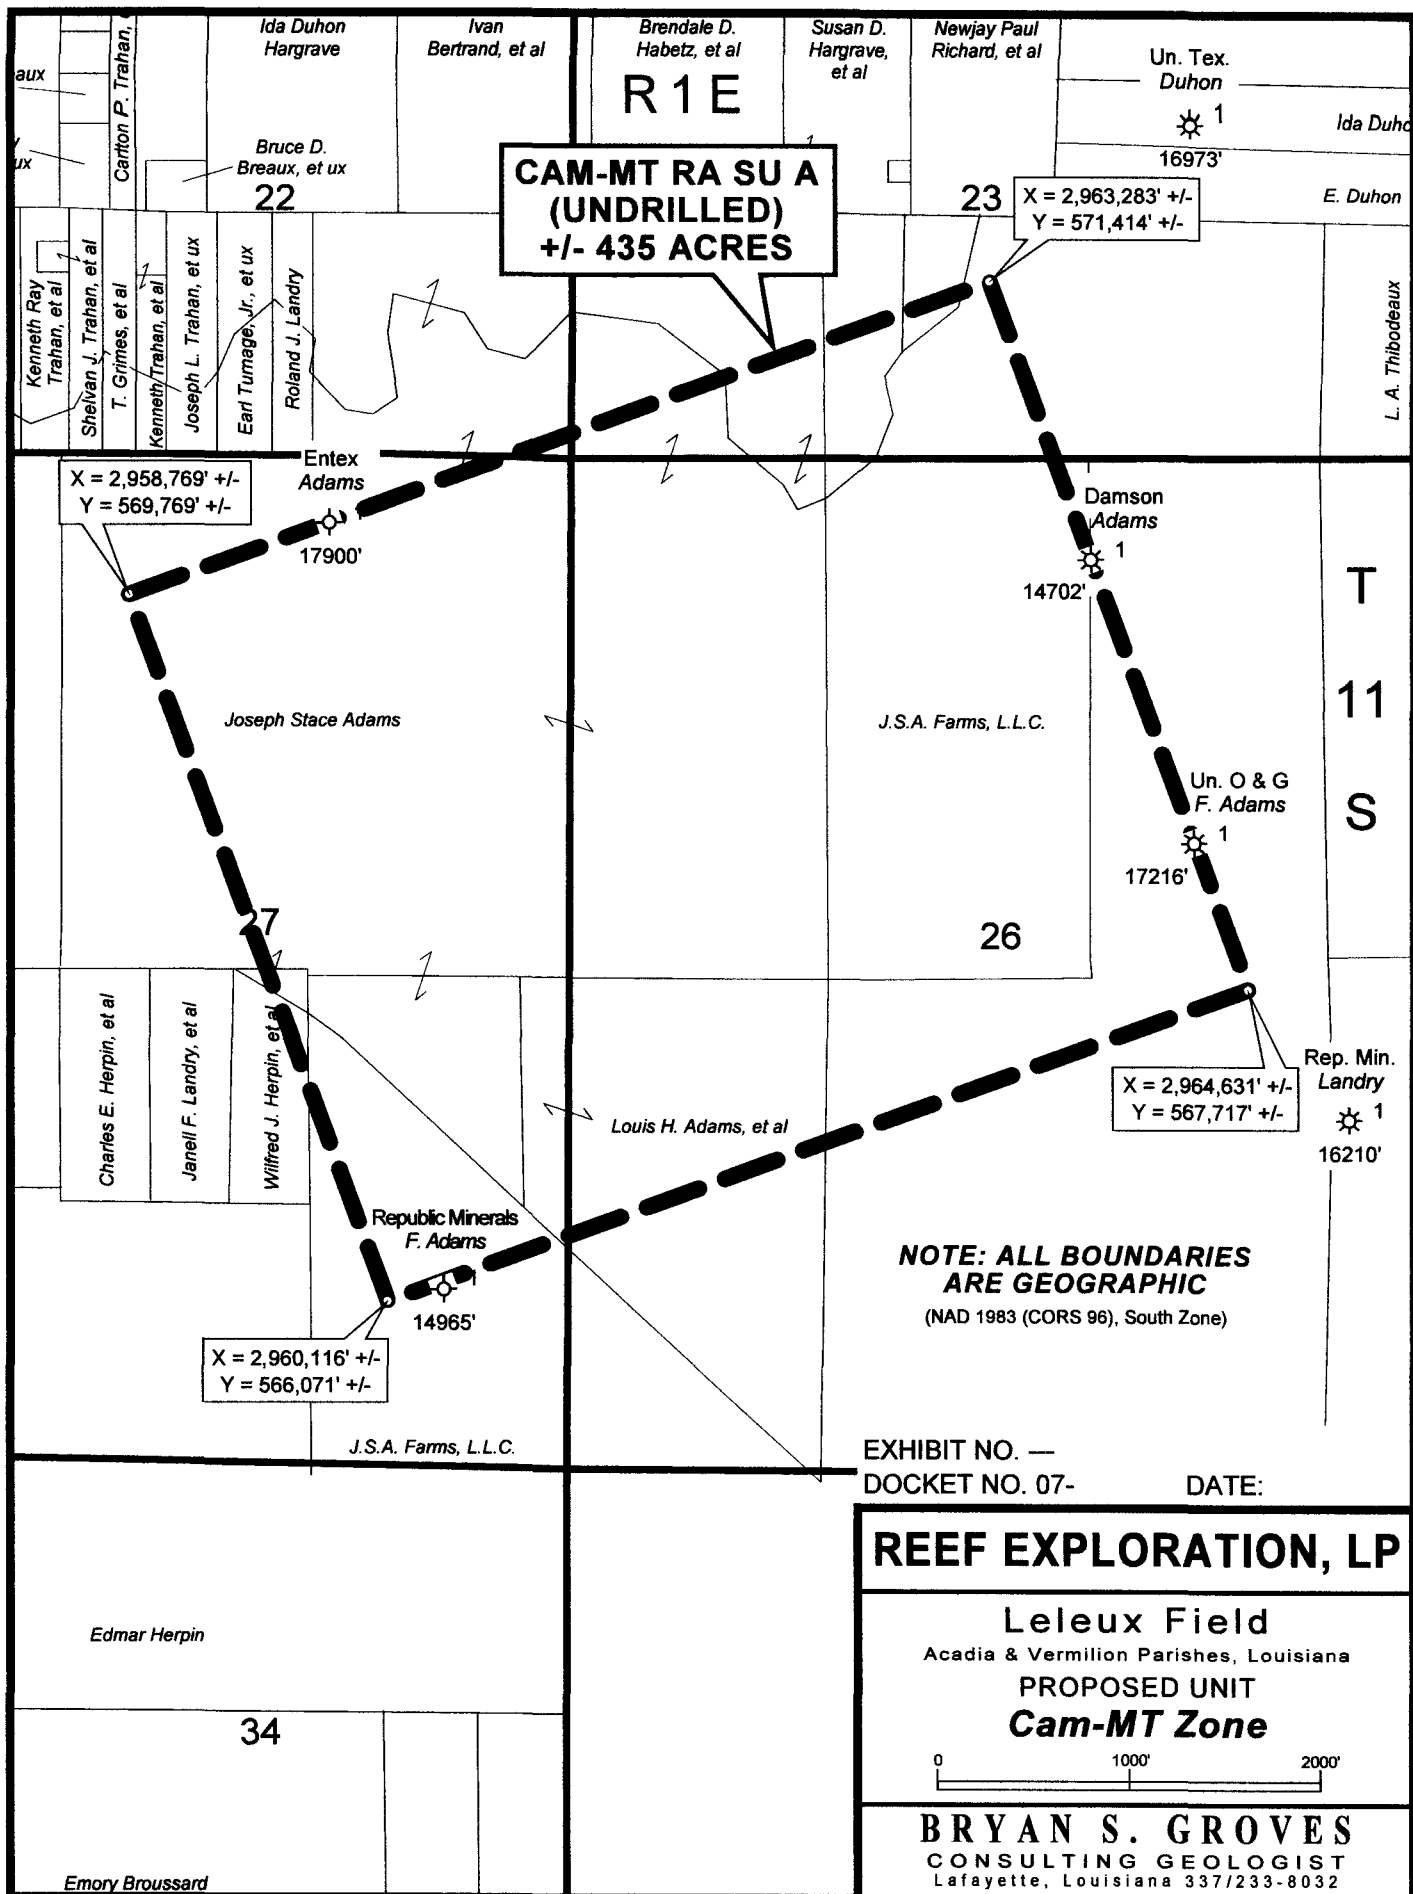 aux
Carlton P. Trahan,
Ida Duhon
Hargrave
Ivan
Bertrand, et al
Brendale D.
Habetz, et al
Susan D.
Hargrave,
et al
Newjay Paul
Richard, et al
Un. Tex.
Duhon
1
16973'
R 1 E
ux
Bruce D.
Breaux, et ux
22
CAM-MT RA SU A
(UNDRILLED)
+/- 435 ACRES
23
X = 2,963,283' +/-
Y = 571,414' +/-
E. Duhon
Kenneth Ray
Trahan, et al
Shelvan J. Trahan, et al
T. Grimes, et al
Kenneth Trahan, et al
Joseph L. Trahan, et ux
Earl Turnage, Jr., et ux
Roland J. Landry
L. A. Thibodeaux
X = 2,958,769' +/-
Y = 569,769' +/-
Entex
Adams
17900'
Damson
Adams
1
14702'
T
11
S
Joseph Stace Adams
J.S.A. Farms, L.L.C.
Un. O & G
F. Adams
1
17216'
27
26
Charles E. Herpin, et al
Janell F. Landry, et al
Wilfred J. Herpin, et al
Louis H. Adams, et al
X = 2,964,631' +/-
Y = 567,717' +/-
Rep. Min.
Landry
1
16210'
Republic Minerals
F. Adams
1
14965'
X = 2,960,116' +/-
Y = 566,071' +/-
NOTE: ALL BOUNDARIES
ARE GEOGRAPHIC
(NAD 1983 (CORS 96), South Zone)
J.S.A. Farms, L.L.C.
EXHIBIT NO. —
DOCKET NO. 07- DATE:
REEF EXPLORATION, LP
Edmar Herpin
Leleux Field
Acadia & Vermilion Parishes, Louisiana
PROPOSED UNIT
Cam-MT Zone
34
0 1000' 2000'
BRYAN S. GROVES
CONSULTING GEOLOGIST
Lafayette, Louisiana 337/233-8032
Emory Broussard